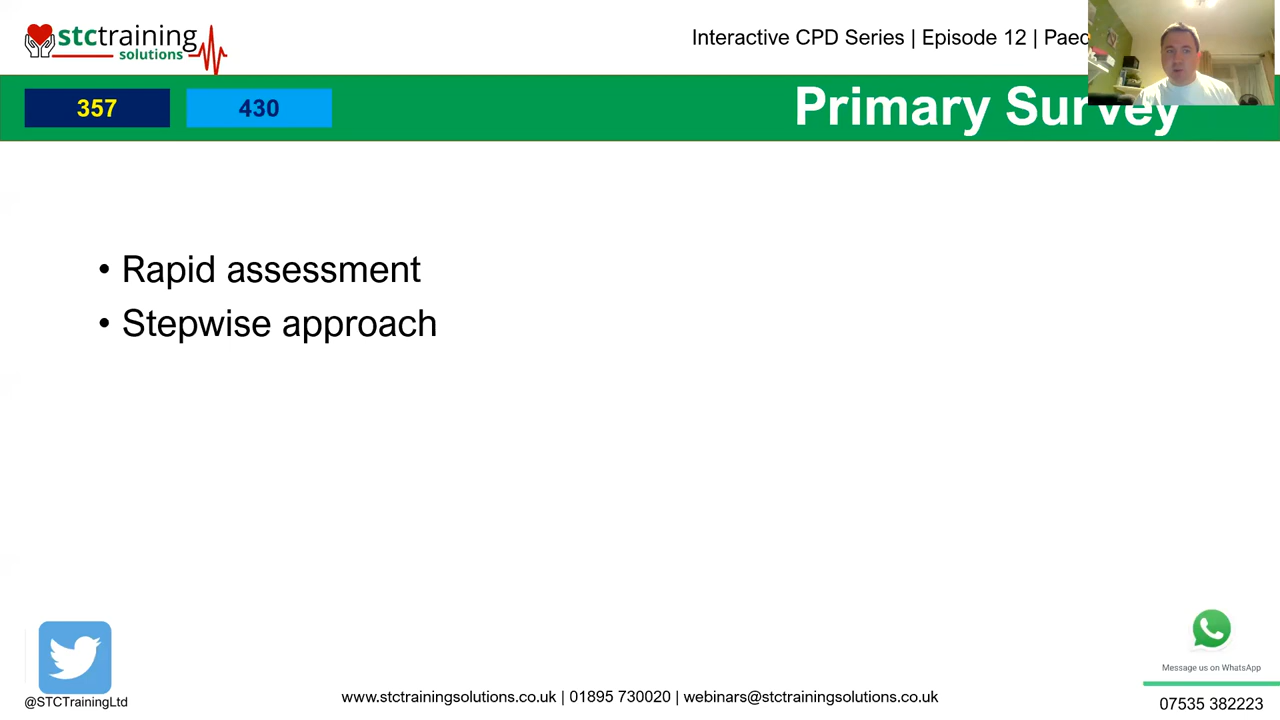 stctraining
solutions
Interactive CPD Series | Episode 12 |
357
430
Primary Survey
• Rapid assessment
• Stepwise approach
@STCTrainingLtd
www.stctrainingsolutions.co.uk | 01895 730020 | webinars@stctrainingsolutions.co.uk
Message us on WhatsApp
07535 382223